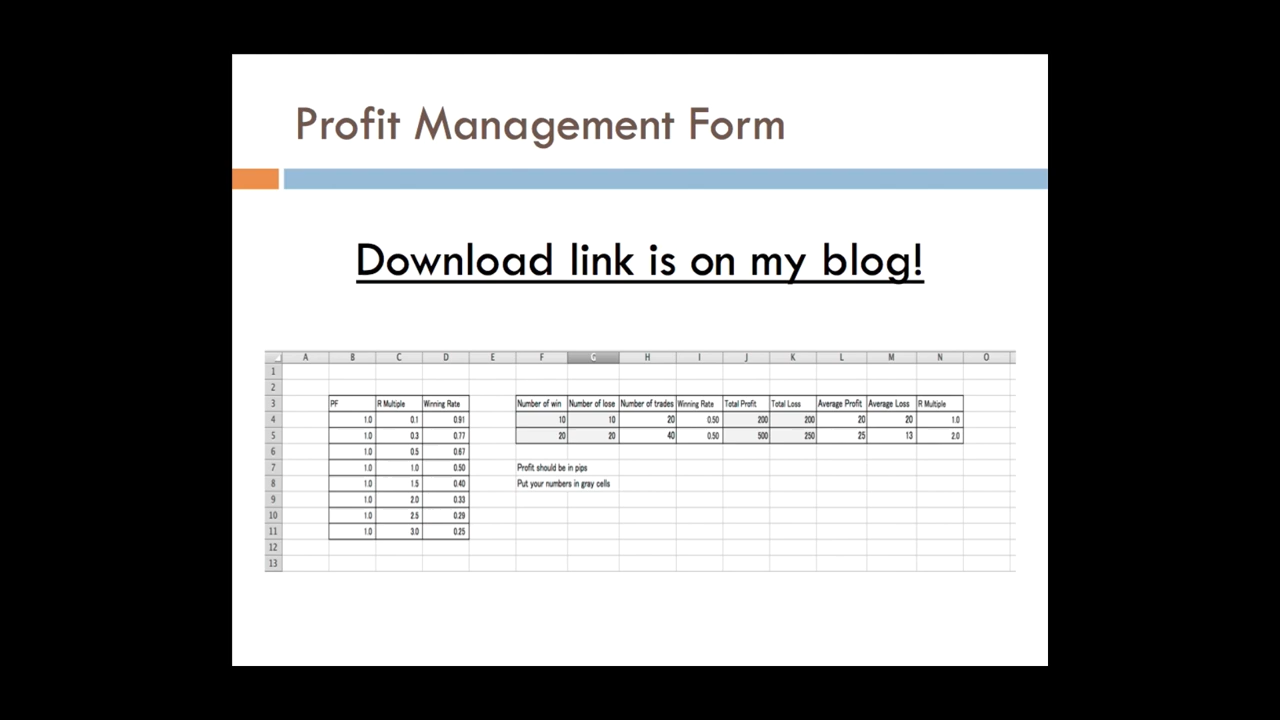 Profit Management Form
Download link is on my blog!
A B C D E F G H I J K L M N O
1
2
3 PF R Multiple Winning Rate Number of win Number of lose Number of trades Winning Rate Total Profit Total Loss Average Profit Average Loss R Multiple
4 1.0 0.1 0.91 10 10 20 0.50 200 200 20 20 1.0
5 1.0 0.3 0.77 20 20 40 0.50 500 250 25 13 2.0
6 1.0 0.5 0.67
7 1.0 1.0 0.50 Profit should be in pips
8 1.0 1.5 0.40 Put your numbers in gray cells
9 1.0 2.0 0.33
10 1.0 2.5 0.29
11 1.0 3.0 0.25
12
13